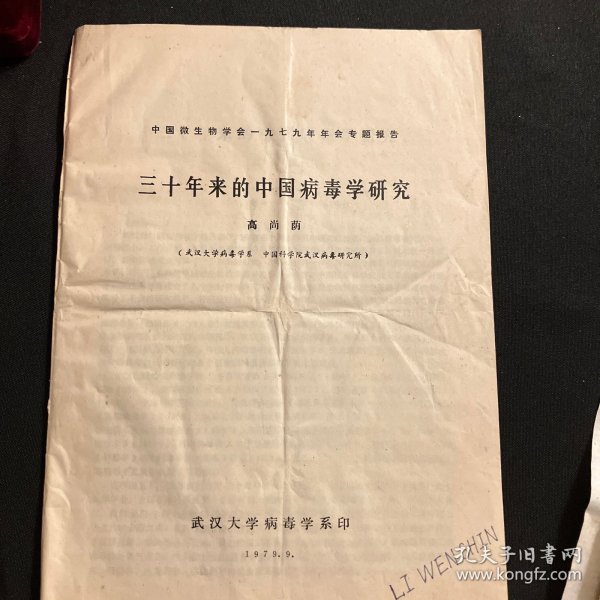 中国微生物学会一九七九年年会专题报告
三十年来的中国病毒学研究
高尚荫
(武汉大学病毒学系 中国科学院武汉病毒研究所)
武汉大学病毒学系印
1979.9.
LI WENSHIN
孔夫子旧书网
www.kongfz.com